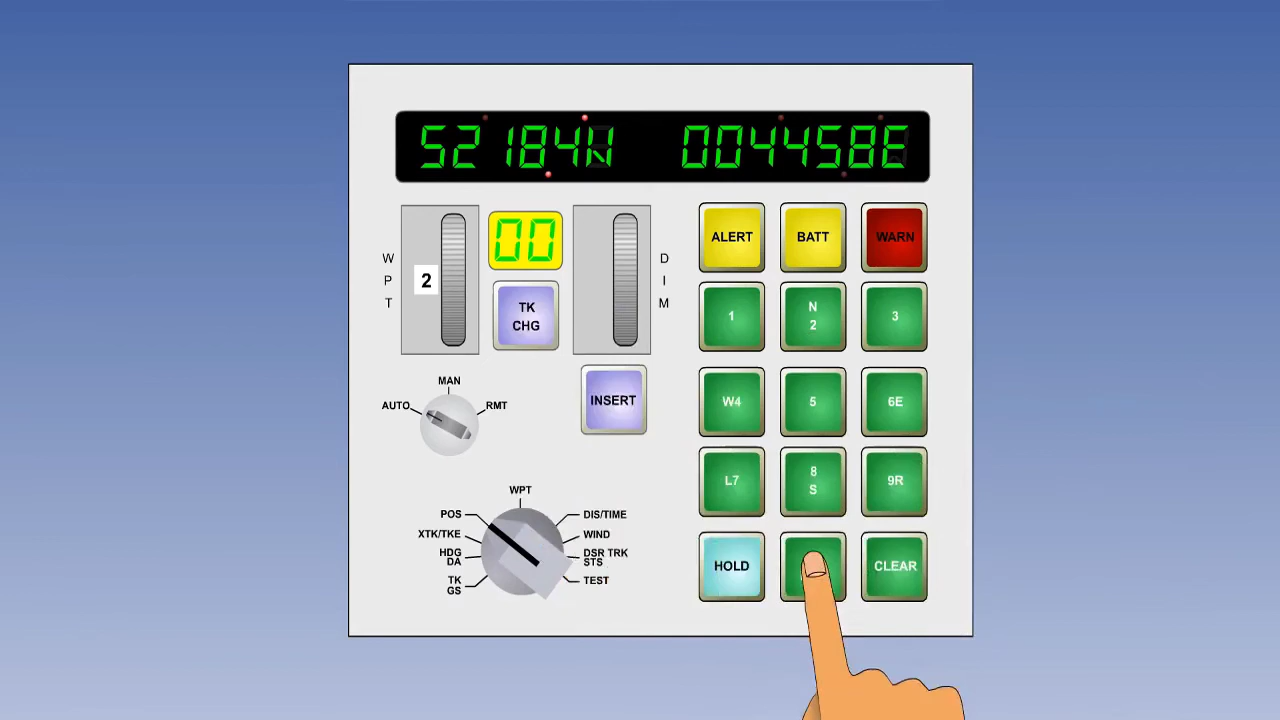 52 184N 004458E
00
W
P
T
2
D
I
M
TK
CHG
INSERT
ALERT BATT WARN
1 N
2 3
W4 5 6E
L7 8
S 9R
HOLD CLEAR
MAN
AUTO RMT
WPT
POS DIS/TIME
XTK/TKE WIND
HDG
DA
DSR TRK
STS
TK
GS
TEST